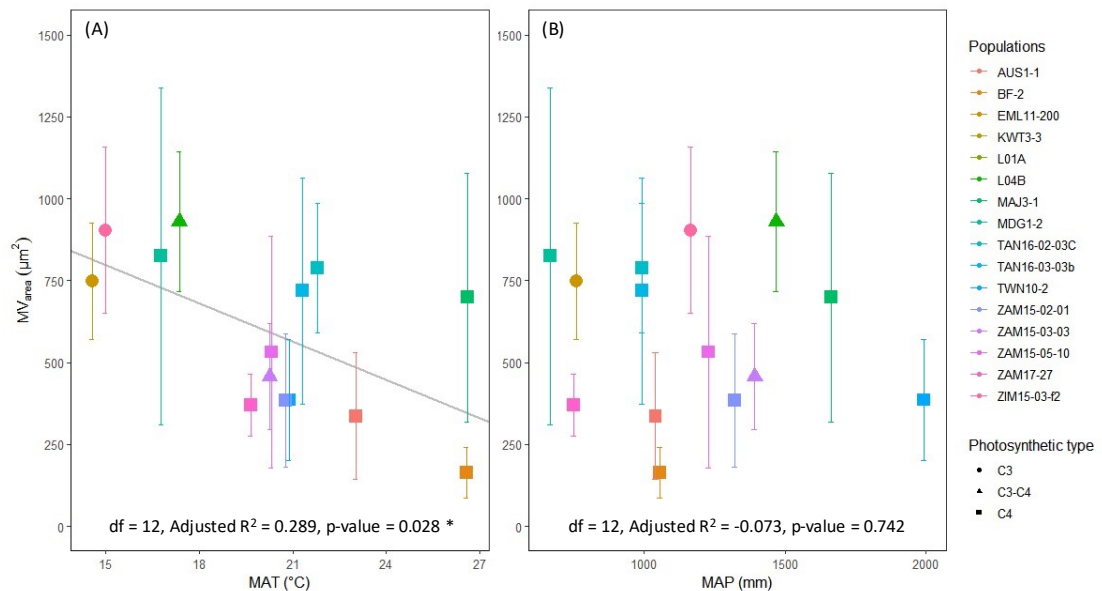 (A)
(B)
1500
1250
1000
750
500
250
0
MVarea (µm²)
df = 12, Adjusted R² = 0.289, p-value = 0.028 *
df = 12, Adjusted R² = -0.073, p-value = 0.742
15 18 21 24 27
1000 1500 2000
MAT (°C)
MAP (mm)
Populations
AUS1-1
BF-2
EML11-200
KWT3-3
L01A
L04B
MAJ3-1
MDG1-2
TAN16-02-03C
TAN16-03-03b
TWN10-2
ZAM15-02-01
ZAM15-03-03
ZAM15-05-10
ZAM17-27
ZIM15-03-f2
Photosynthetic type
C3
C3-C4
C4